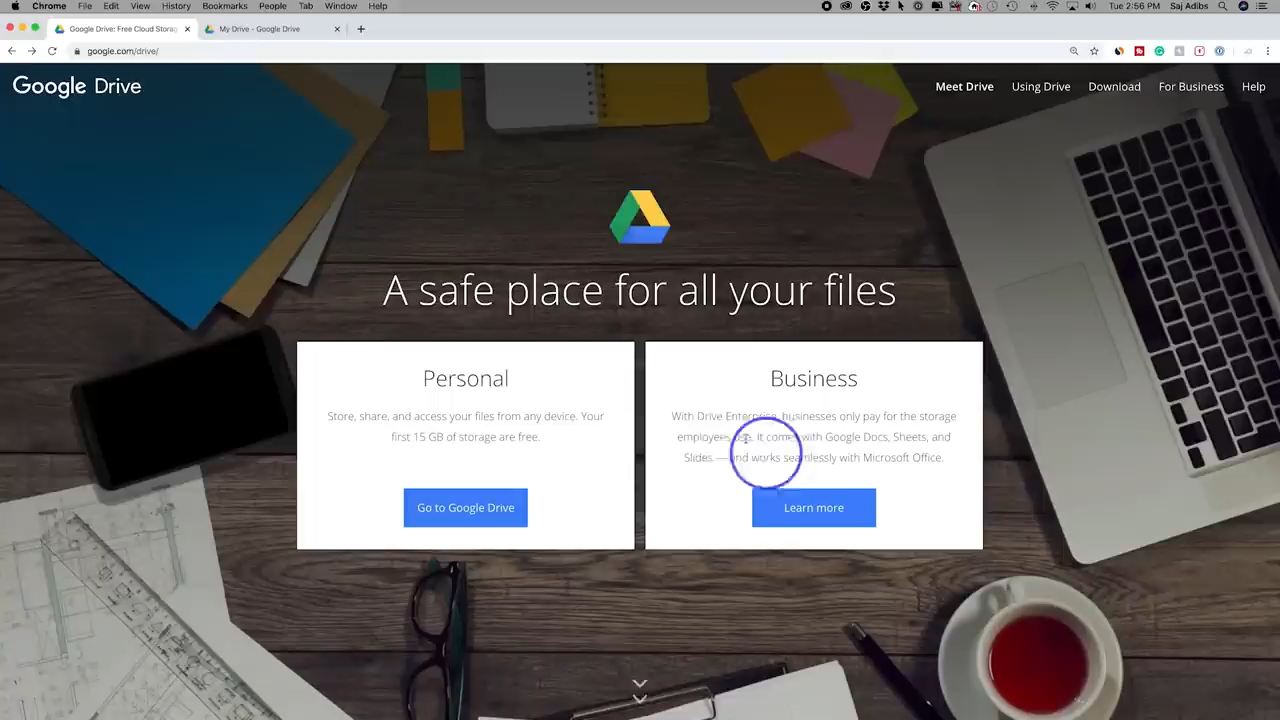 Chrome File Edit View History Bookmarks People Tab Window Help Tue 2:56 PM Saj Adibs
Google Drive: Free Cloud Storag My Drive - Google Drive
google.com/drive/
Google Drive Meet Drive Using Drive Download For Business Help
A safe place for all your files
Personal
Store, share, and access your files from any device. Your
first 15 GB of storage are free.
Go to Google Drive
Business
With Drive Enterprise, businesses only pay for the storage
employees use. It comes with Google Docs, Sheets, and
Slides — and works seamlessly with Microsoft Office.
Learn more